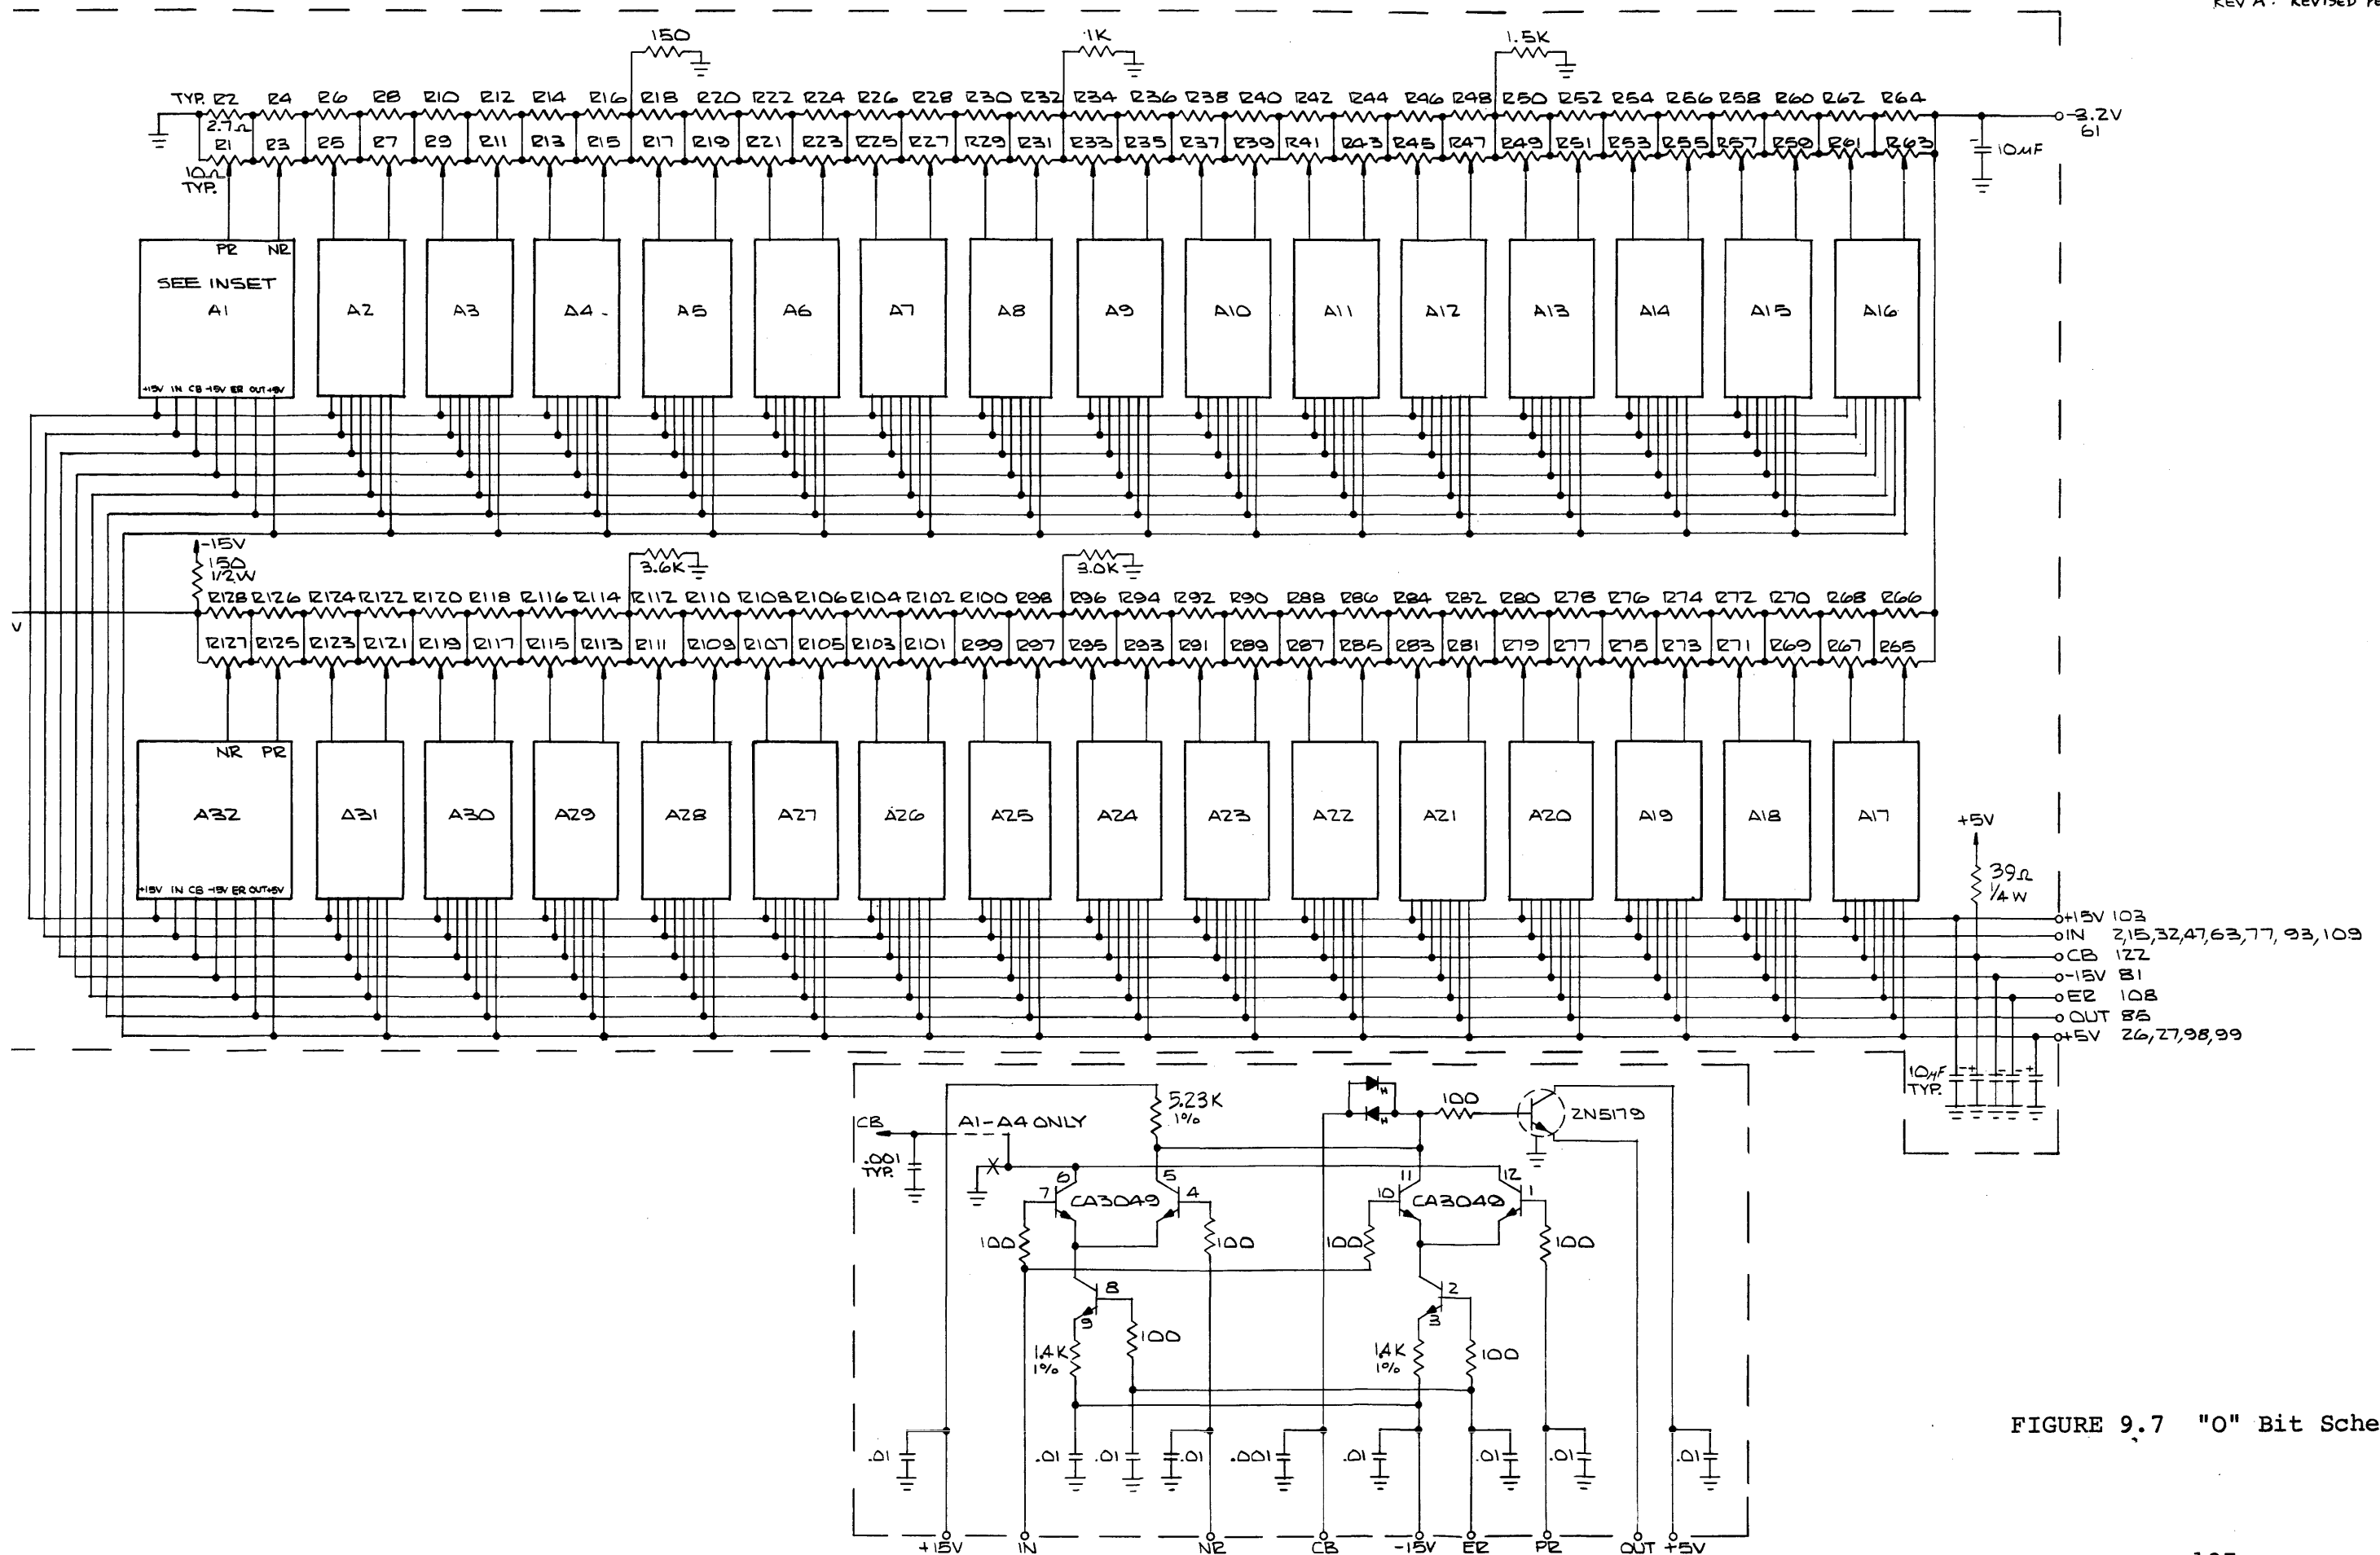 REV A: REVISED
150
1K
1.5K
TYP. R2 R4 R6 R8 R10 R12 R14 R16 R18 R20 R22 R24 R26 R28 R30 R32 R34 R36 R38 R40 R42 R44 R46 R48 R50 R52 R54 R56 R58 R60 R62 R64
-3.2V
61
2.7Ω
R1 R3 R5 R7 R9 R11 R13 R15 R17 R19 R21 R23 R25 R27 R29 R31 R33 R35 R37 R39 R41 R43 R45 R47 R49 R51 R53 R55 R57 R59 R61 R63
10μF
10Ω
TYP.
PR NR
SEE INSET
A1 A2 A3 A4 A5 A6 A7 A8 A9 A10 A11 A12 A13 A14 A15 A16
+15V IN CB -15V ER OUT +5V
-15V
150
1/2W
3.6K
3.0K
R128 R126 R124 R122 R120 R118 R116 R114 R112 R110 R108 R106 R104 R102 R100 R98 R96 R94 R92 R90 R88 R86 R84 R82 R80 R78 R76 R74 R72 R70 R68 R66
V
R127 R125 R123 R121 R119 R117 R115 R113 R111 R109 R107 R105 R103 R101 R99 R97 R95 R93 R91 R89 R87 R85 R83 R81 R79 R77 R75 R73 R71 R69 R67 R65
NR PR
A32 A31 A30 A29 A28 A27 A26 A25 A24 A23 A22 A21 A20 A19 A18 A17
+5V
39Ω
1/4W
+15V IN CB -15V ER OUT +5V
+15V 103
IN 2,15,32,47,63,77,93,109
CB 122
-15V 81
ER 108
OUT 85
+5V 26,27,98,99
10μF
TYP.
CB
A1-A4 ONLY
5.23K
1%
H
H
100
2N5179
.001
TYP.
X
6 5 11 12
7 CA3049 4 10 CA3049 1
100 100 100 100
8 2
9 3
100 100
1.4K
1%
1.4K
1%
.01 .01 .01 .01 .001 .01 .01 .01 .01
+15V IN NR CB -15V ER PR OUT +5V
FIGURE 9.7 "O" Bit Sche